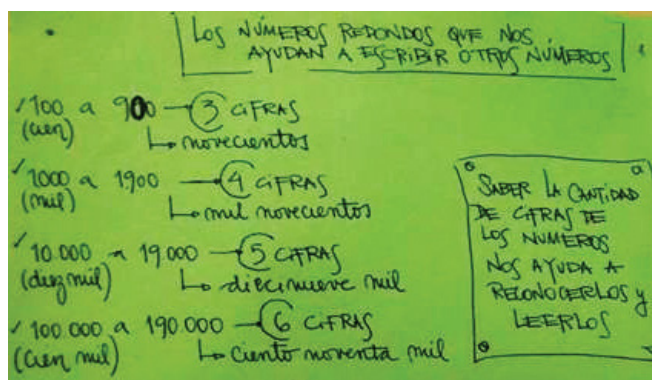 LOS NÚMEROS REDONDOS QUE NOS
AYUDAN A ESCRIBIR OTROS NÚMEROS
✓100 a 900 → 3 CIFRAS
(cien) ↳ novecientos
✓1000 a 1900 → 4 CIFRAS
(mil) ↳ mil novecientos
✓10.000 a 19.000 → 5 CIFRAS
(diez mil) ↳ diecinueve mil
✓100.000 a 190.000 → 6 CIFRAS
(cien mil) ↳ ciento noventa mil
SABER LA CANTIDAD
DE CIFRAS DE
LOS NUMEROS
NOS AYUDA A
RECONOCERLOS y
LEERLOS